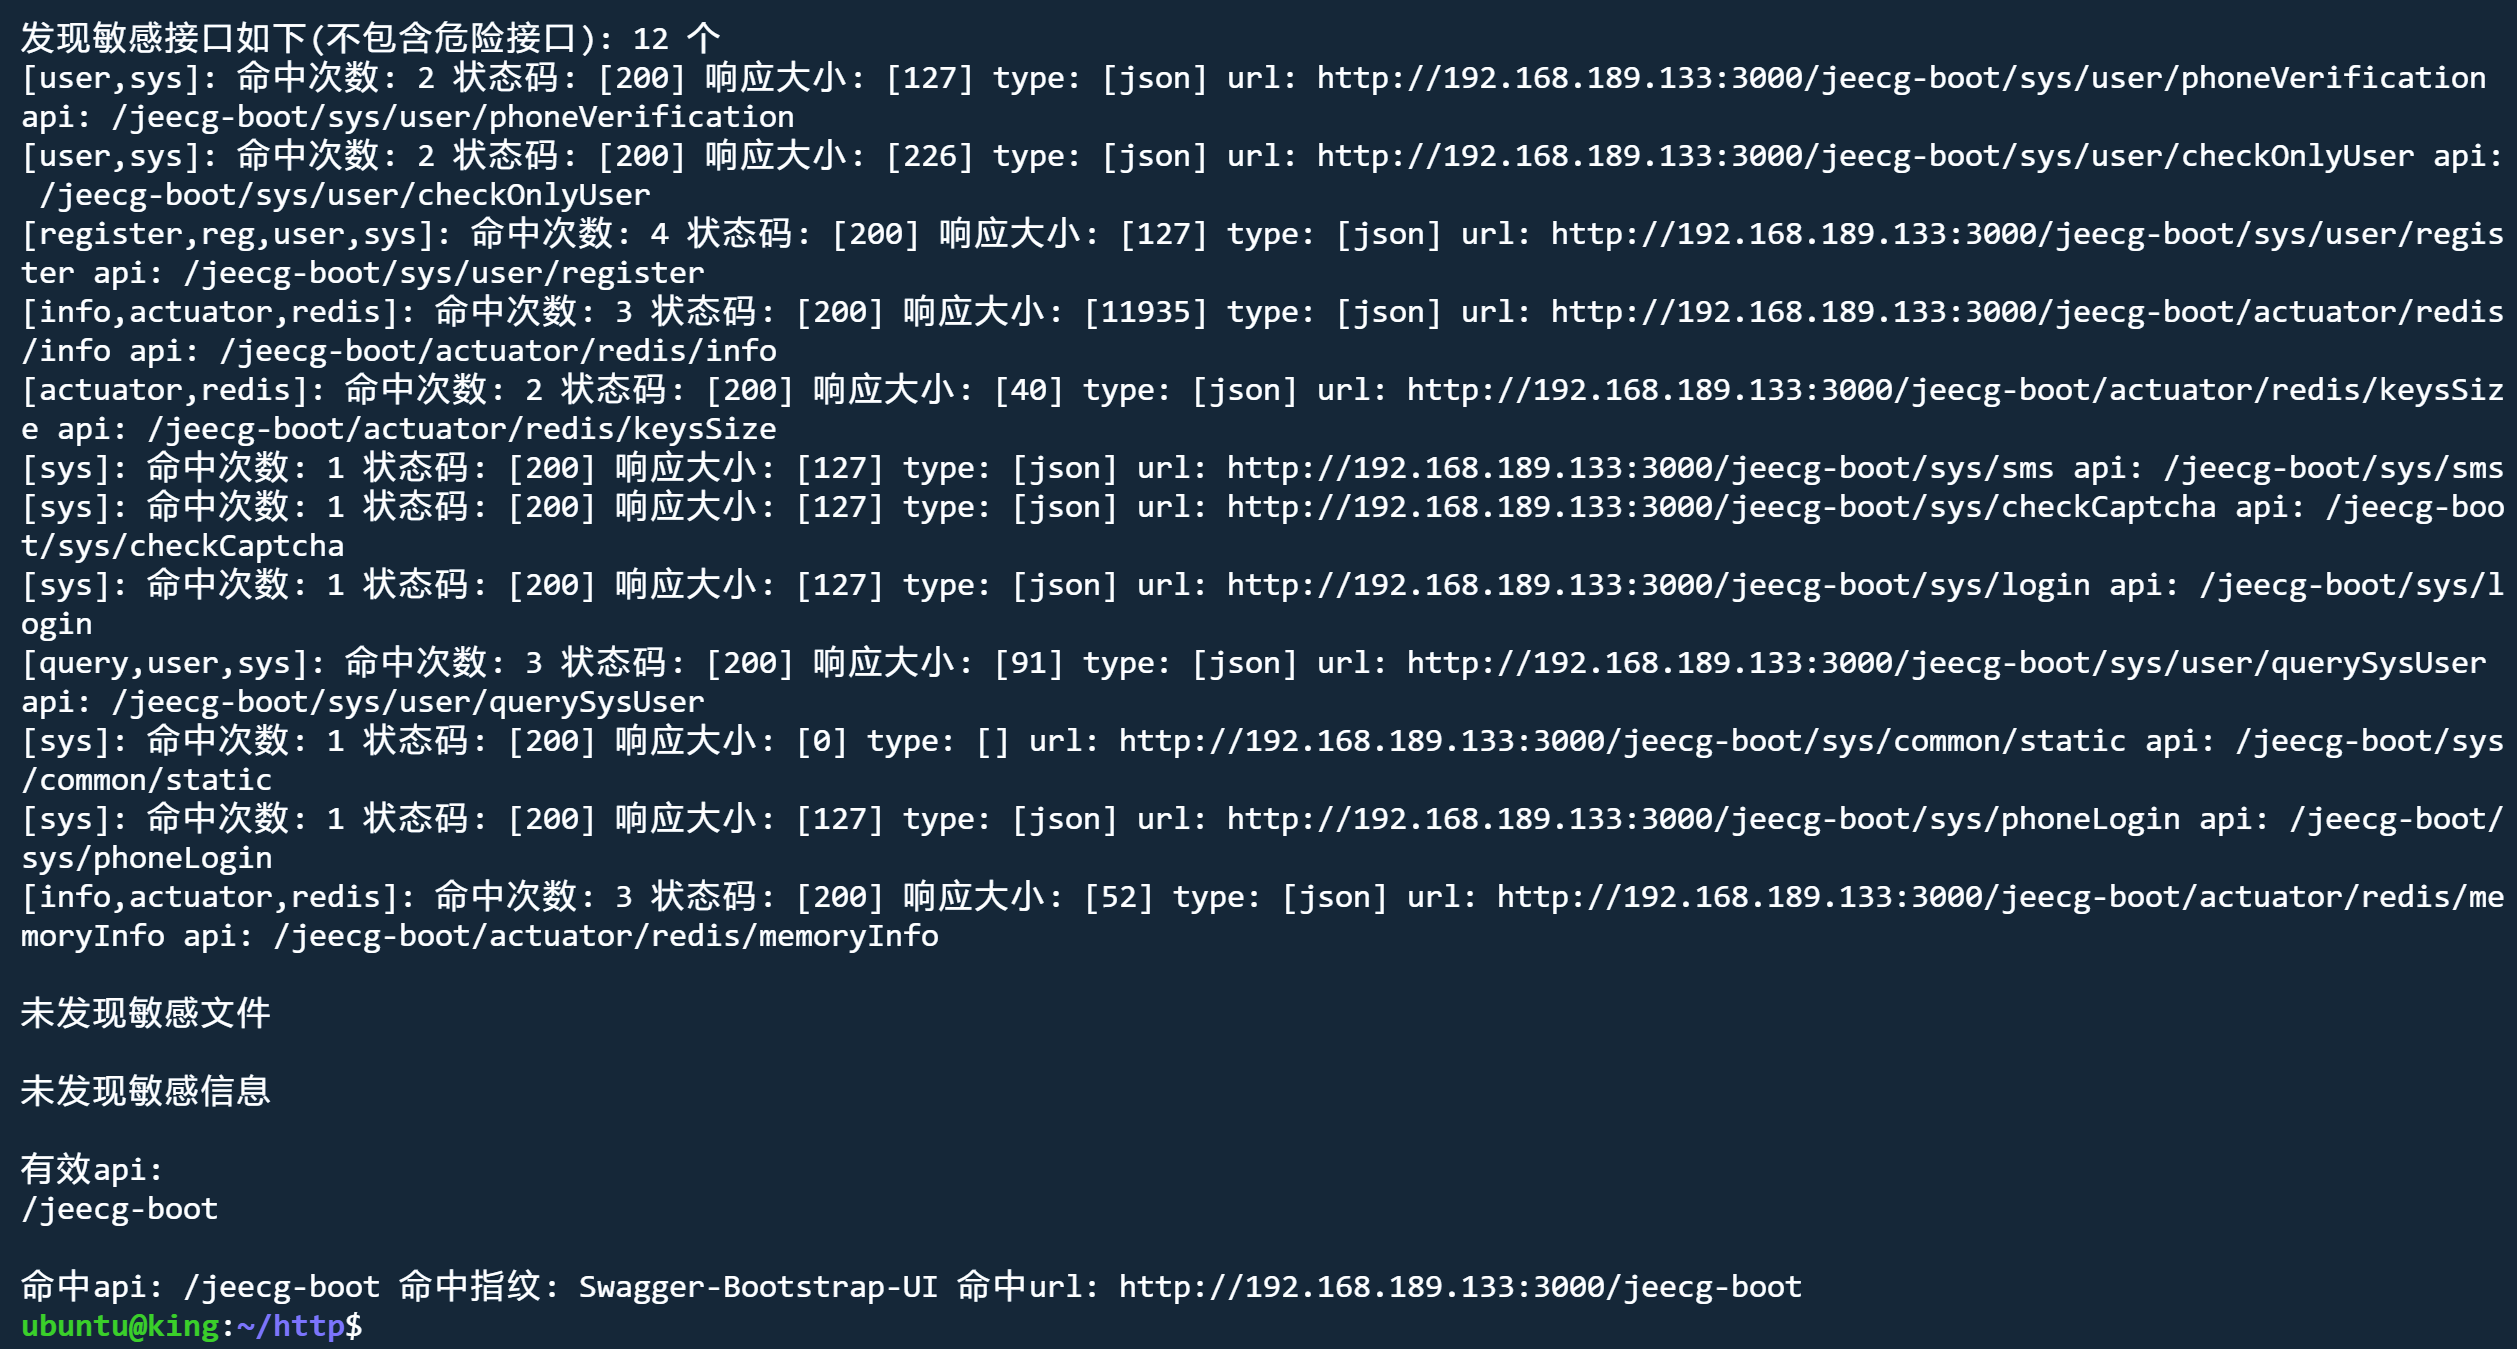 发现敏感接口如下(不包含危险接口): 12 个
[user,sys]: 命中次数: 2 状态码: [200] 响应大小: [127] type: [json] url: http://192.168.189.133:3000/jeecg-boot/sys/user/phoneVerification
api: /jeecg-boot/sys/user/phoneVerification
[user,sys]: 命中次数: 2 状态码: [200] 响应大小: [226] type: [json] url: http://192.168.189.133:3000/jeecg-boot/sys/user/checkOnlyUser api:
/jeecg-boot/sys/user/checkOnlyUser
[register,reg,user,sys]: 命中次数: 4 状态码: [200] 响应大小: [127] type: [json] url: http://192.168.189.133:3000/jeecg-boot/sys/user/regis
ter api: /jeecg-boot/sys/user/register
[info,actuator,redis]: 命中次数: 3 状态码: [200] 响应大小: [11935] type: [json] url: http://192.168.189.133:3000/jeecg-boot/actuator/redis
/info api: /jeecg-boot/actuator/redis/info
[actuator,redis]: 命中次数: 2 状态码: [200] 响应大小: [40] type: [json] url: http://192.168.189.133:3000/jeecg-boot/actuator/redis/keysSiz
e api: /jeecg-boot/actuator/redis/keysSize
[sys]: 命中次数: 1 状态码: [200] 响应大小: [127] type: [json] url: http://192.168.189.133:3000/jeecg-boot/sys/sms api: /jeecg-boot/sys/sms
[sys]: 命中次数: 1 状态码: [200] 响应大小: [127] type: [json] url: http://192.168.189.133:3000/jeecg-boot/sys/checkCaptcha api: /jeecg-boo
t/sys/checkCaptcha
[sys]: 命中次数: 1 状态码: [200] 响应大小: [127] type: [json] url: http://192.168.189.133:3000/jeecg-boot/sys/login api: /jeecg-boot/sys/l
ogin
[query,user,sys]: 命中次数: 3 状态码: [200] 响应大小: [91] type: [json] url: http://192.168.189.133:3000/jeecg-boot/sys/user/querySysUser
api: /jeecg-boot/sys/user/querySysUser
[sys]: 命中次数: 1 状态码: [200] 响应大小: [0] type: [] url: http://192.168.189.133:3000/jeecg-boot/sys/common/static api: /jeecg-boot/sys
/common/static
[sys]: 命中次数: 1 状态码: [200] 响应大小: [127] type: [json] url: http://192.168.189.133:3000/jeecg-boot/sys/phoneLogin api: /jeecg-boot/
sys/phoneLogin
[info,actuator,redis]: 命中次数: 3 状态码: [200] 响应大小: [52] type: [json] url: http://192.168.189.133:3000/jeecg-boot/actuator/redis/me
moryInfo api: /jeecg-boot/actuator/redis/memoryInfo
未发现敏感文件
未发现敏感信息
有效api:
/jeecg-boot
命中api: /jeecg-boot 命中指纹: Swagger-Bootstrap-UI 命中url: http://192.168.189.133:3000/jeecg-boot
ubuntu@king:~/http$